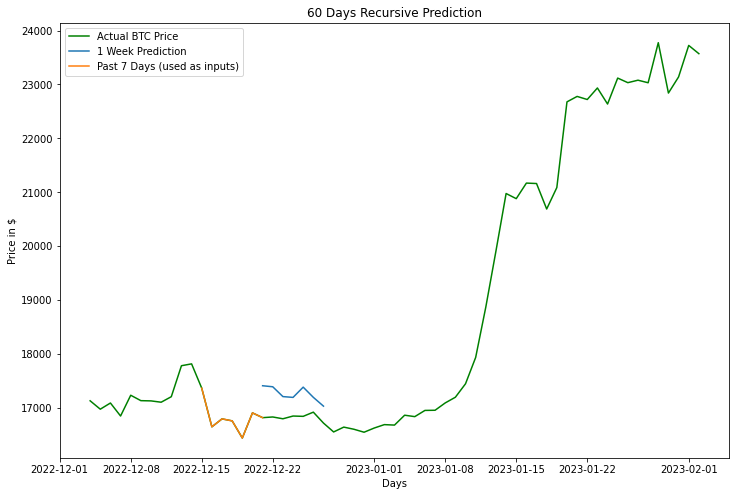 60 Days Recursive Prediction
Actual BTC Price
1 Week Prediction
Past 7 Days (used as inputs)
24000
23000
22000
21000
20000
19000
18000
17000
Price in $
2022-12-01 2022-12-08 2022-12-15 2022-12-22 2023-01-01 2023-01-08 2023-01-15 2023-01-22 2023-02-01
Days